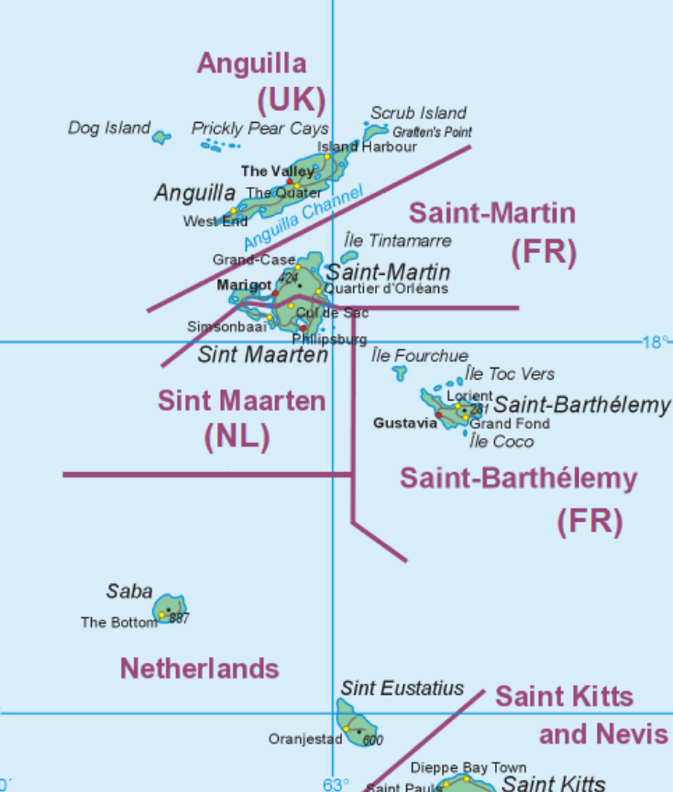 Anguilla
(UK)
Scrub Island
Dog Island
Prickly Pear Cays
Graften's Point
Island Harbour
The Valley
Anguilla
The Quater
West End
Anguilla Channel
Saint-Martin
(FR)
Île Tintamarre
Grand-Case
Saint-Martin
424
Marigot
Quartier d'Orléans
Cul de Sac
Simsonbaai
Philipsburg
18°
Sint Maarten
Île Fourchue
Île Toc Vers
Sint Maarten
(NL)
Lorient
281
Saint-Barthélemy
Gustavia
Grand Fond
Île Coco
Saint-Barthélemy
(FR)
Saba
The Bottom
887
Netherlands
Sint Eustatius
Saint Kitts
and Nevis
Oranjestad
600
Dieppe Bay Town
0'
63°
Saint Pauls
Saint Kitts